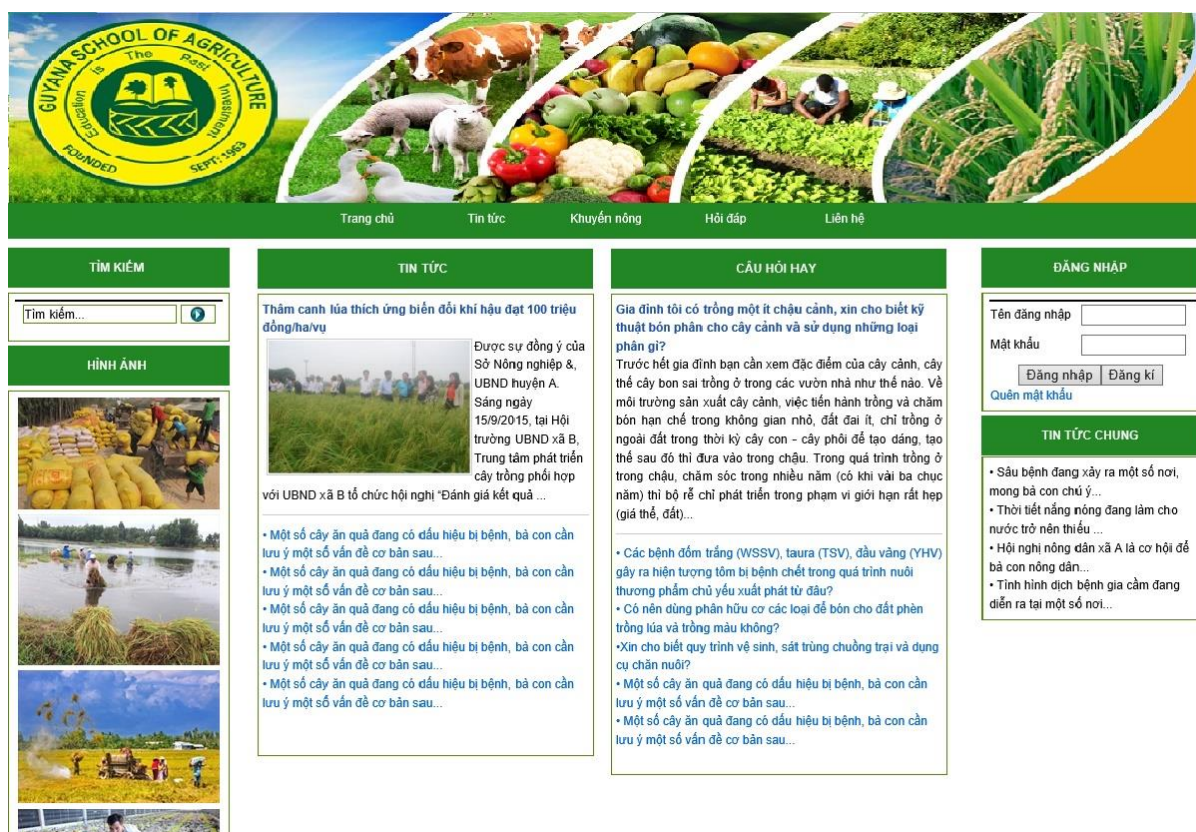 GUYANA SCHOOL OF AGRICULTURE
Education is The Past Investment
FOUNDED SEPT: 1963
Trang chủ
Tin tức
Khuyến nông
Hỏi đáp
Liên hệ
TÌM KIẾM
Tìm kiếm...
HÌNH ẢNH
TIN TỨC
Thâm canh lúa thích ứng biến đổi khí hậu đạt 100 triệu
đồng/ha/vụ
Được sự đồng ý của
Sở Nông nghiệp &,
UBND huyện A.
Sáng ngày
15/9/2015, tại Hội
trường UBND xã B,
Trung tâm phát triển
cây trồng phối hợp
với UBND xã B tổ chức hội nghị “Đánh giá kết quả ...
• Một số cây ăn quả đang có dấu hiệu bị bệnh, bà con cần
lưu ý một số vấn đề cơ bản sau...
• Một số cây ăn quả đang có dấu hiệu bị bệnh, bà con cần
lưu ý một số vấn đề cơ bản sau...
• Một số cây ăn quả đang có dấu hiệu bị bệnh, bà con cần
lưu ý một số vấn đề cơ bản sau...
• Một số cây ăn quả đang có dấu hiệu bị bệnh, bà con cần
lưu ý một số vấn đề cơ bản sau...
• Một số cây ăn quả đang có dấu hiệu bị bệnh, bà con cần
lưu ý một số vấn đề cơ bản sau...
CÂU HỎI HAY
Gia đình tôi có trồng một ít chậu cảnh, xin cho biết kỹ
thuật bón phân cho cây cảnh và sử dụng những loại
phân gì?
Trước hết gia đình bạn cần xem đặc điểm của cây cảnh, cây
thế cây bon sai trồng ở trong các vườn nhà như thế nào. Về
môi trường sản xuất cây cảnh, việc tiến hành trồng và chăm
bón hạn chế trong không gian nhỏ, đất đai ít, chỉ trồng ở
ngoài đất trong thời kỳ cây con - cây phôi để tạo dáng, tạo
thế sau đó thì đưa vào trong chậu. Trong quá trình trồng ở
trong chậu, chăm sóc trong nhiều năm (có khi vài ba chục
năm) thì bộ rễ chỉ phát triển trong phạm vi giới hạn rất hẹp
(giá thể, đất)...
• Các bệnh đốm trắng (WSSV), taura (TSV), đầu vàng (YHV)
gây ra hiện tượng tôm bị bệnh chết trong quá trình nuôi
thương phẩm chủ yếu xuất phát từ đâu?
• Có nên dùng phân hữu cơ các loại để bón cho đất phèn
trồng lúa và trồng màu không?
•Xin cho biết quy trình vệ sinh, sát trùng chuồng trại và dụng
cụ chăn nuôi?
• Một số cây ăn quả đang có dấu hiệu bị bệnh, bà con cần
lưu ý một số vấn đề cơ bản sau...
• Một số cây ăn quả đang có dấu hiệu bị bệnh, bà con cần
lưu ý một số vấn đề cơ bản sau...
ĐĂNG NHẬP
Tên đăng nhập
Mật khẩu
Đăng nhập Đăng kí
Quên mật khẩu
TIN TỨC CHUNG
• Sâu bệnh đang xảy ra một số nơi,
mong bà con chú ý...
• Thời tiết nắng nóng đang làm cho
nước trở nên thiếu ...
• Hội nghị nông dân xã A là cơ hội để
bà con nông dân...
• Tình hình dịch bệnh gia cầm đang
diễn ra tại một số nơi...